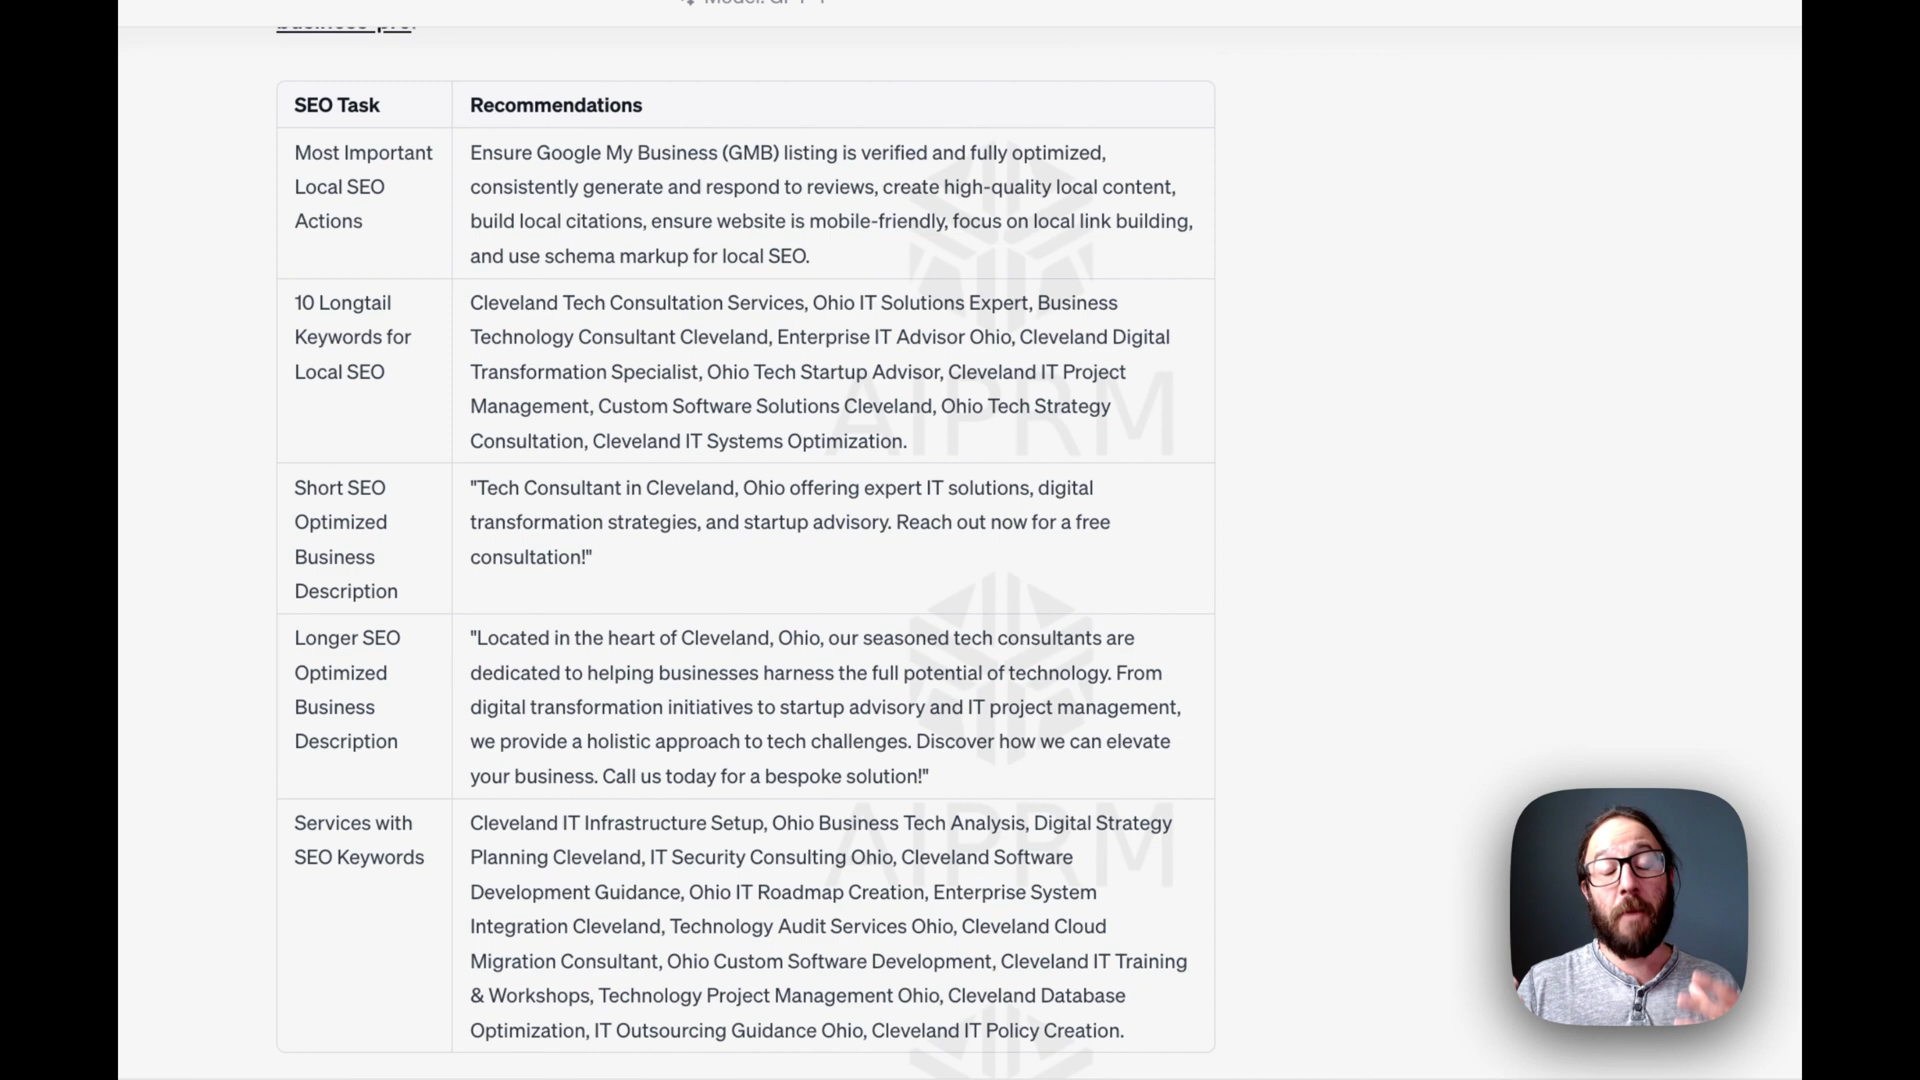 Model: GPT-4
business pro.
SEO Task
Recommendations
Most Important
Local SEO
Actions
Ensure Google My Business (GMB) listing is verified and fully optimized,
consistently generate and respond to reviews, create high-quality local content,
build local citations, ensure website is mobile-friendly, focus on local link building,
and use schema markup for local SEO.
10 Longtail
Keywords for
Local SEO
Cleveland Tech Consultation Services, Ohio IT Solutions Expert, Business
Technology Consultant Cleveland, Enterprise IT Advisor Ohio, Cleveland Digital
Transformation Specialist, Ohio Tech Startup Advisor, Cleveland IT Project
Management, Custom Software Solutions Cleveland, Ohio Tech Strategy
Consultation, Cleveland IT Systems Optimization.
Short SEO
Optimized
Business
Description
"Tech Consultant in Cleveland, Ohio offering expert IT solutions, digital
transformation strategies, and startup advisory. Reach out now for a free
consultation!"
Longer SEO
Optimized
Business
Description
"Located in the heart of Cleveland, Ohio, our seasoned tech consultants are
dedicated to helping businesses harness the full potential of technology. From
digital transformation initiatives to startup advisory and IT project management,
we provide a holistic approach to tech challenges. Discover how we can elevate
your business. Call us today for a bespoke solution!"
Services with
SEO Keywords
Cleveland IT Infrastructure Setup, Ohio Business Tech Analysis, Digital Strategy
Planning Cleveland, IT Security Consulting Ohio, Cleveland Software
Development Guidance, Ohio IT Roadmap Creation, Enterprise System
Integration Cleveland, Technology Audit Services Ohio, Cleveland Cloud
Migration Consultant, Ohio Custom Software Development, Cleveland IT Training
& Workshops, Technology Project Management Ohio, Cleveland Database
Optimization, IT Outsourcing Guidance Ohio, Cleveland IT Policy Creation.
AIPRM
AIPRM